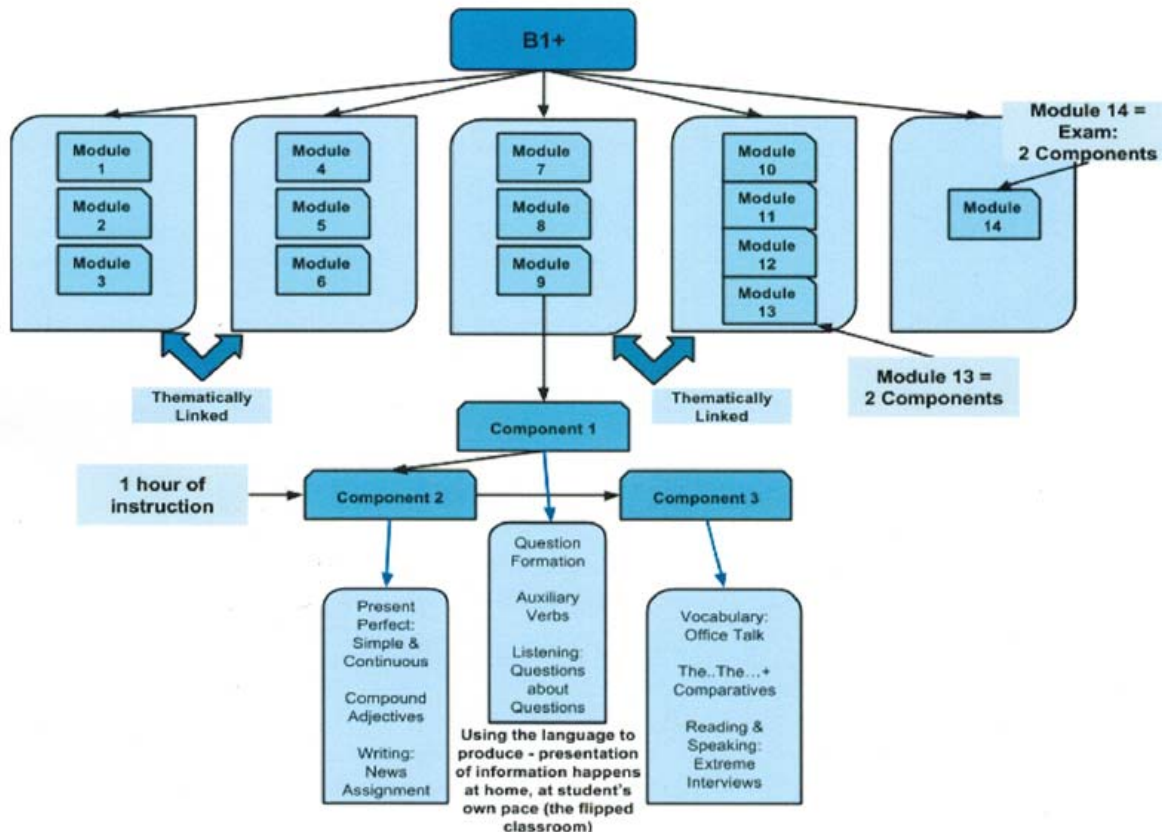 B1+
Module 14 =
Exam:
2 Components
Module
1
Module
2
Module
3
Module
4
Module
5
Module
6
Module
7
Module
8
Module
9
Module
10
Module
11
Module
12
Module
13
Module
14
Thematically
Linked
Thematically
Linked
Module 13 =
2 Components
Component 1
1 hour of
instruction
Component 2
Component 3
Present
Perfect:
Simple &
Continuous
Compound
Adjectives
Writing:
News
Assignment
Question
Formation
Auxiliary
Verbs
Listening:
Questions
about
Questions
Using the language to
produce - presentation
of information happens
at home, at student's
own pace (the flipped
classroom)
Vocabulary:
Office Talk
The..The...+
Comparatives
Reading &
Speaking:
Extreme
Interviews